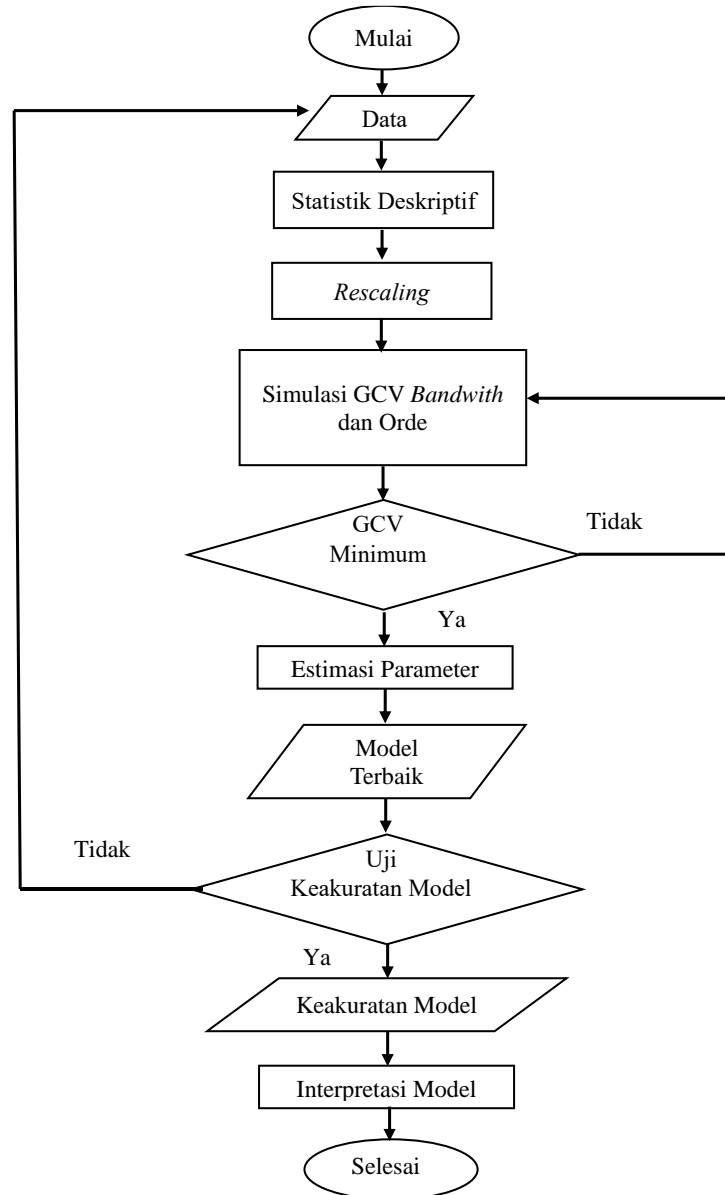 Mulai
Data
Statistik Deskriptif
Rescaling
Simulasi GCV Bandwith
dan Orde
GCV
Minimum
Tidak
Ya
Estimasi Parameter
Model
Terbaik
Tidak
Uji
Keakuratan Model
Ya
Keakuratan Model
Interpretasi Model
Selesai